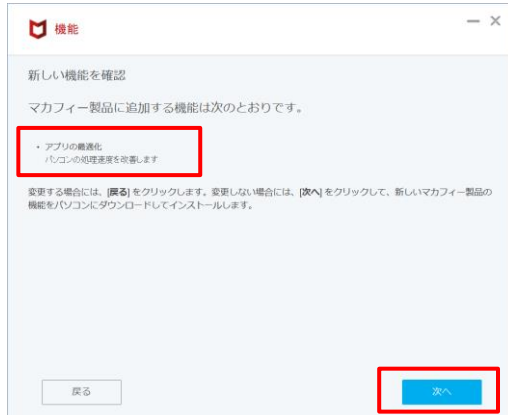 機能
新しい機能を確認
マカフィー製品に追加する機能は次のとおりです。
・ アプリの最適化
パソコンの処理速度を改善します
変更する場合には、[戻る] をクリックします。変更しない場合には、[次へ] をクリックして、新しいマカフィー製品の
機能をパソコンにダウンロードしてインストールします。
戻る
次へ